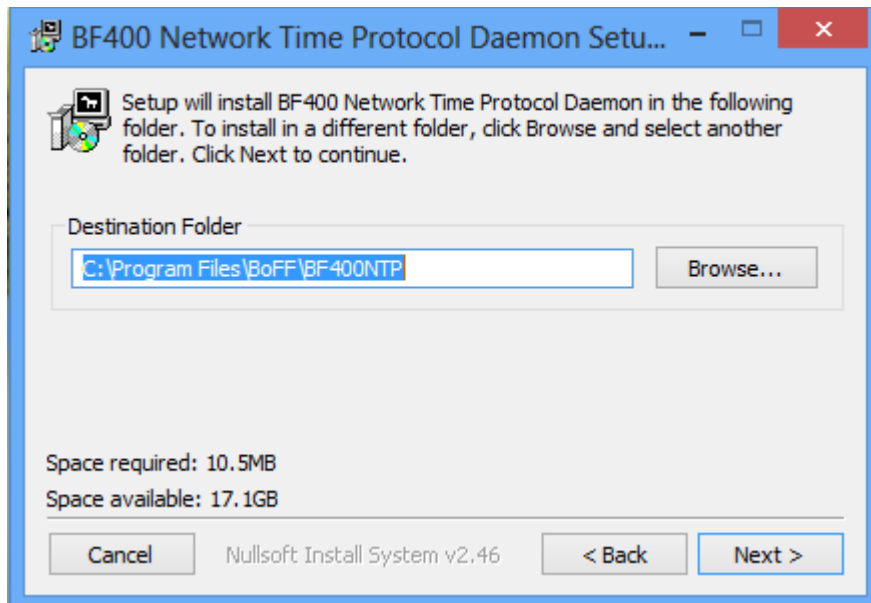 BF400 Network Time Protocol Daemon Setu...
Setup will install BF400 Network Time Protocol Daemon in the following
folder. To install in a different folder, click Browse and select another
folder. Click Next to continue.
Destination Folder
C:\Program Files\BoFF\BF400NTP
Browse...
Space required: 10.5MB
Space available: 17.1GB
Cancel
Nullsoft Install System v2.46
< Back
Next >